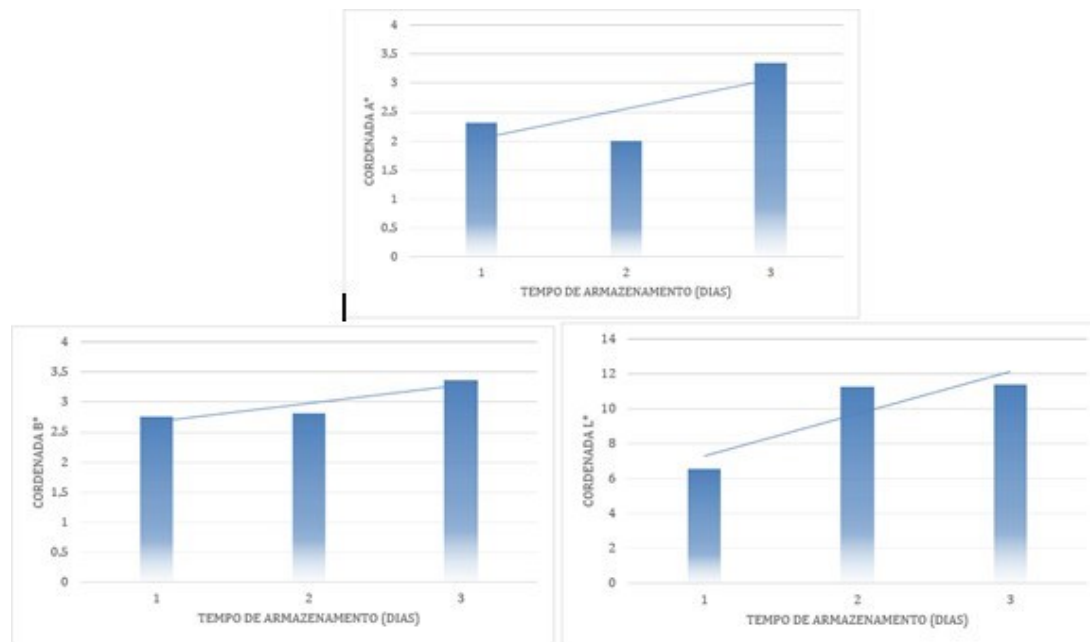 4
3.5
3
2.5
2
1.5
1
0.5
0
CORDENADA A*
1 2 3
TEMPO DE ARMAZENAMENTO (DIAS)
4
3.5
3
2.5
2
1.5
1
0.5
0
CORDENADA B*
1 2 3
TEMPO DE ARMAZENAMENTO (DIAS)
14
12
10
8
6
4
2
0
CORDENADA L*
1 2 3
TEMPO DE ARMAZENAMENTO (DIAS)